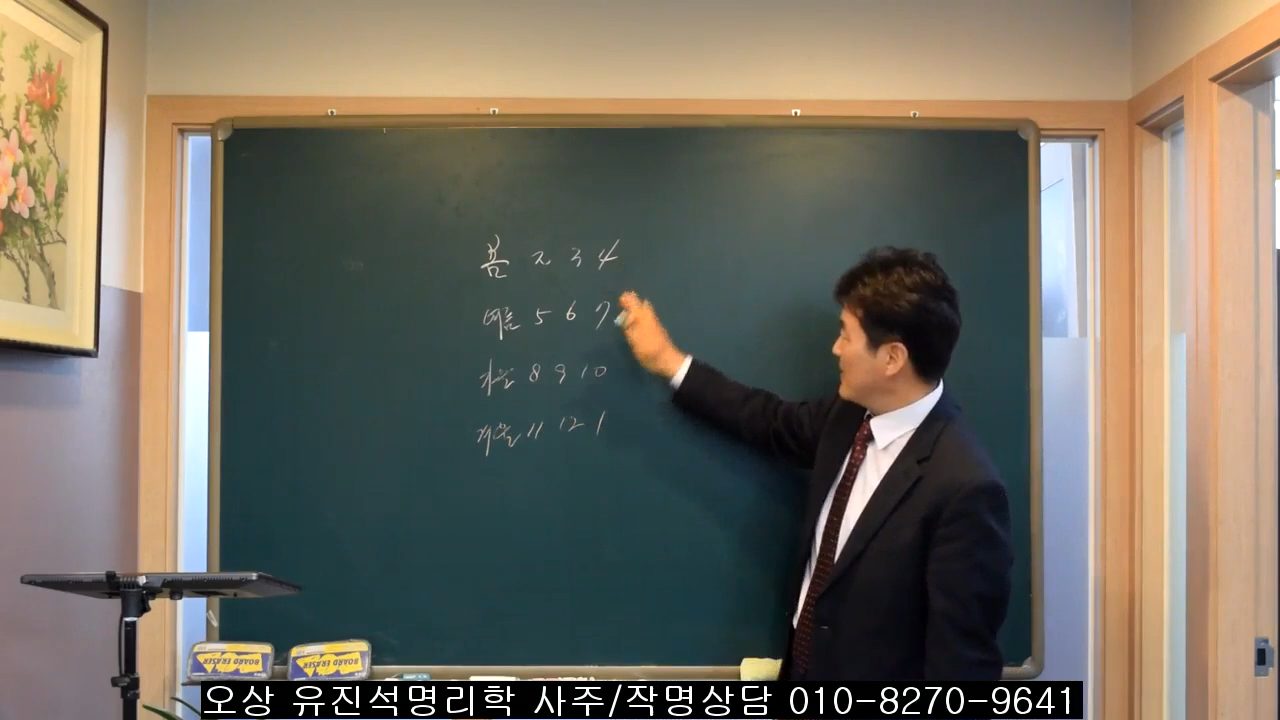 봄 2 3 4
여름 5 6 7
가을 8 9 10
겨울 11 12 1
BOARD ERASER BOARD ERASER
오상 유진석명리학 사주/작명상담 010-8270-9641